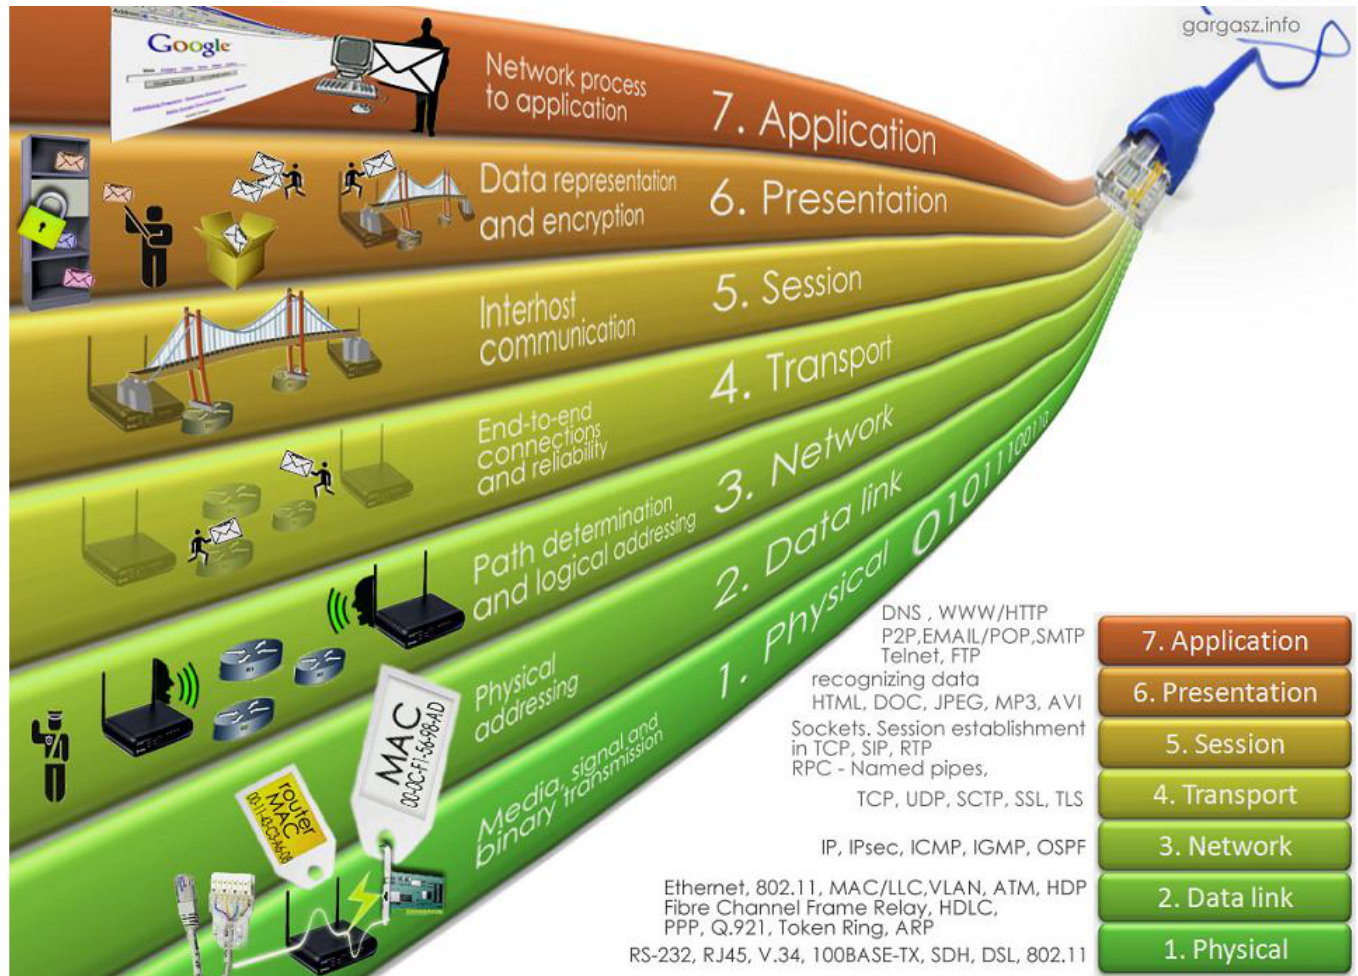 gargasz.info
Google
Network process
to application
7. Application
Data representation
and encryption
6. Presentation
Interhost
communication
5. Session
End-to-end
connections
and reliability
4. Transport
Path determination
and logical addressing
3. Network
Physical
addressing
2. Data link
Media, signal and
binary transmission
1. Physical
010111100110
MAC
00-0C-F1-56-98-AD
router
MAC
00-11-43-C3-A6-08
DNS , WWW/HTTP
P2P,EMAIL/POP,SMTP
Telnet, FTP
7. Application
recognizing data
HTML, DOC, JPEG, MP3, AVI
6. Presentation
Sockets. Session establishment
in TCP, SIP, RTP
RPC - Named pipes,
5. Session
TCP, UDP, SCTP, SSL, TLS
4. Transport
IP, IPsec, ICMP, IGMP, OSPF
3. Network
Ethernet, 802.11, MAC/LLC,VLAN, ATM, HDP
Fibre Channel Frame Relay, HDLC,
PPP, Q.921, Token Ring, ARP
2. Data link
RS-232, RJ45, V.34, 100BASE-TX, SDH, DSL, 802.11
1. Physical